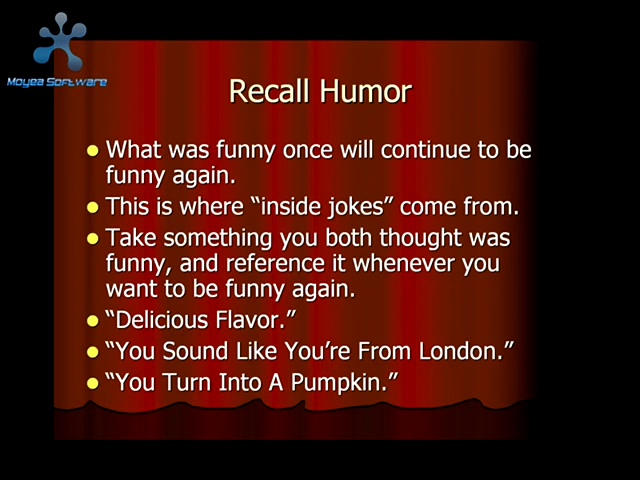 Moyea Software
Recall Humor
What was funny once will continue to be
funny again.
This is where “inside jokes” come from.
Take something you both thought was
funny, and reference it whenever you
want to be funny again.
“Delicious Flavor.”
“You Sound Like You’re From London.”
“You Turn Into A Pumpkin.”